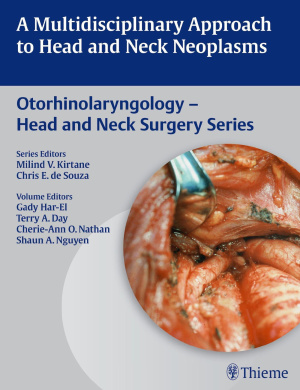 A Multidisciplinary Approach
to Head and Neck Neoplasms
Otorhinolaryngology –
Head and Neck Surgery Series
Series Editors
Milind V. Kirtane
Chris E. de Souza
Volume Editors
Gady Har-El
Terry A. Day
Cherie-Ann O. Nathan
Shaun A. Nguyen
Thieme